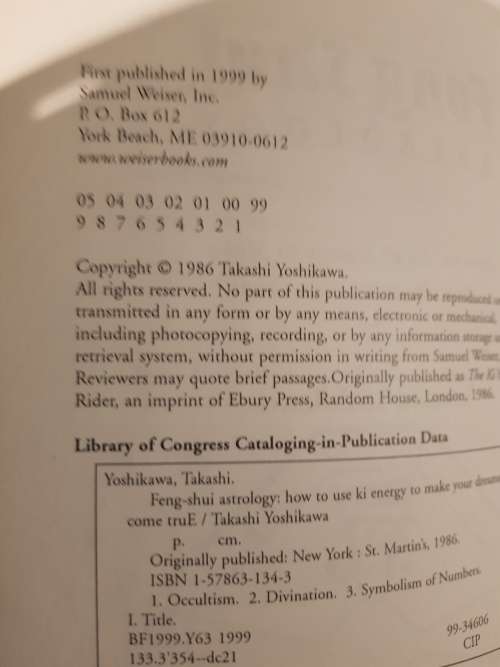 First published in 1999 by
Samuel Weiser, Inc.
P. O. Box 612
York Beach, ME 03910-0612
www.weiserbooks.com
05 04 03 02 01 00 99
9 8 7 6 5 4 3 2 1
Copyright © 1986 Takashi Yoshikawa.
All rights reserved. No part of this publication may be reproduced
transmitted in any form or by any means, electronic or mechanical,
including photocopying, recording, or by any information storage
retrieval system, without permission in writing from Samuel Weiser,
Reviewers may quote brief passages.Originally published as The Ki
Rider, an imprint of Ebury Press, Random House, London, 1986.
Library of Congress Cataloging-in-Publication Data
Yoshikawa, Takashi.
Feng-shui astrology: how to use ki energy to make your dreams
come truE / Takashi Yoshikawa
p. cm.
Originally published: New York : St. Martin's, 1986.
ISBN 1-57863-134-3
1. Occultism. 2. Divination. 3. Symbolism of Numbers.
I. Title.
BF1999.Y63 1999
133.3'354--dc21
99-34606
CIP